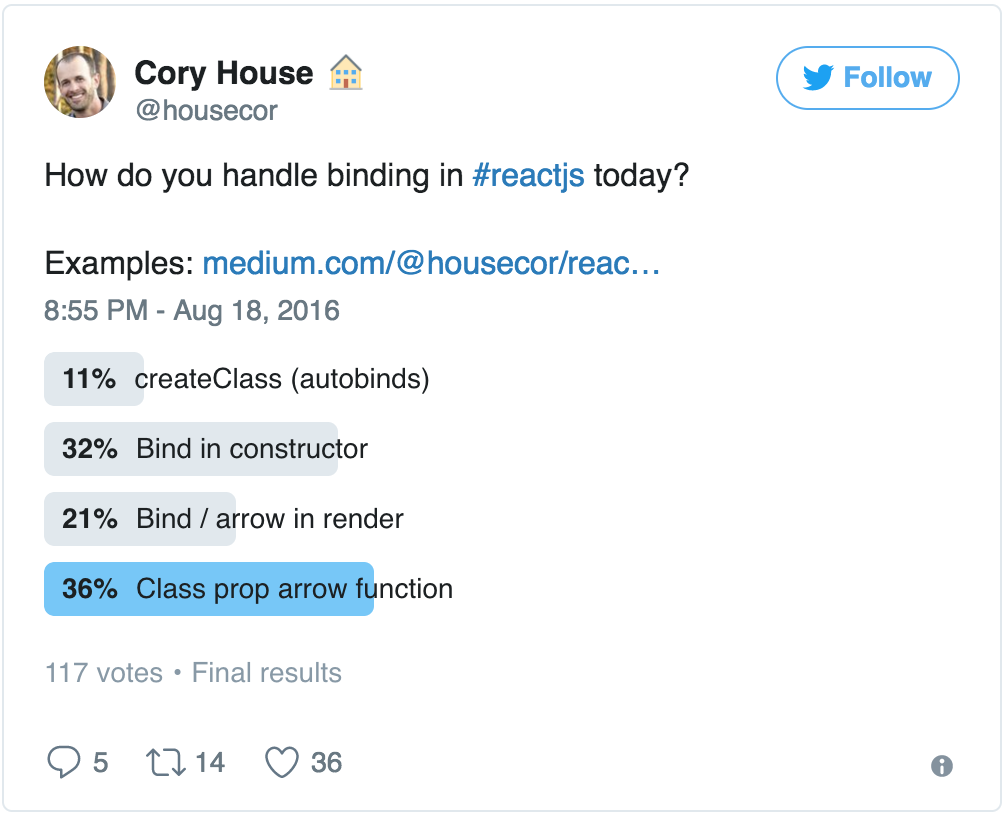 Cory House 🏠
@housecor
Follow
How do you handle binding in #reactjs today?
Examples: medium.com/@housecor/reac…
8:55 PM - Aug 18, 2016
11% createClass (autobinds)
32% Bind in constructor
21% Bind / arrow in render
36% Class prop arrow function
117 votes • Final results
5 14 36